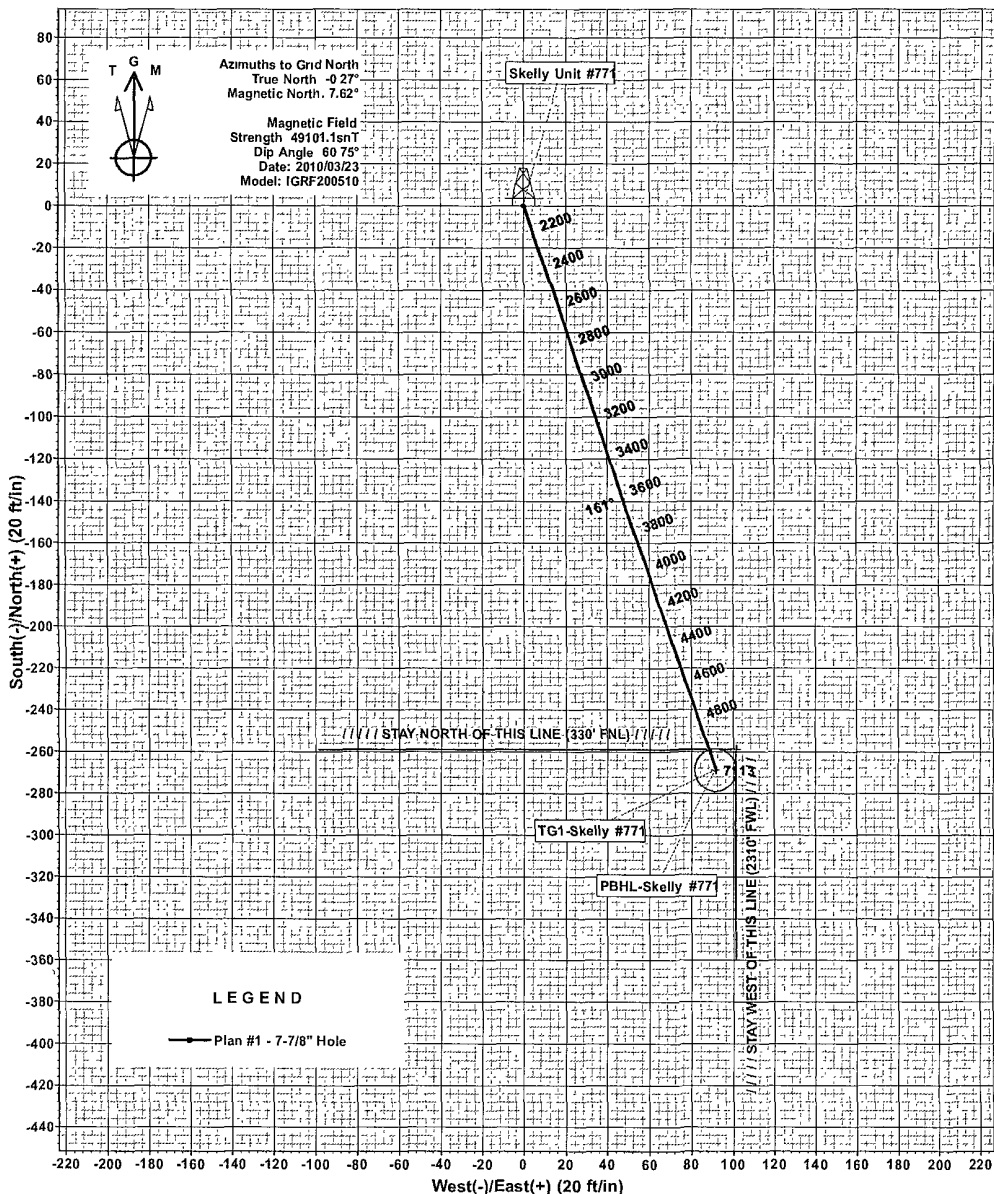 T G M
Azimuths to Grid North
True North -0 27°
Magnetic North. 7.62°
Magnetic Field
Strength 49101.1snT
Dip Angle 60 75°
Date: 2010/03/23
Model: IGRF200510
Skelly Unit #771
80
60
40
20
0
-20
-40
-60
-80
-100
-120
-140
-160
-180
-200
-220
-240
-260
-280
-300
-320
-340
-360
-380
-400
-420
-440
South(-)/North(+) (20 ft/in)
2200
2400
2600
2800
3000
3200
3400
3600
161°
3800
4000
4200
4400
4600
4800
///// STAY NORTH OF THIS LINE (330' FNL) /////
TG1-Skelly #771
PBHL-Skelly #771
///// STAY WEST OF THIS LINE (2310' FWL) /////
LEGEND
Plan #1 - 7-7/8" Hole
-220 -200 -180 -160 -140 -120 -100 -80 -60 -40 -20 0 20 40 60 80 100 120 140 160 180 200 220
West(-)/East(+) (20 ft/in)